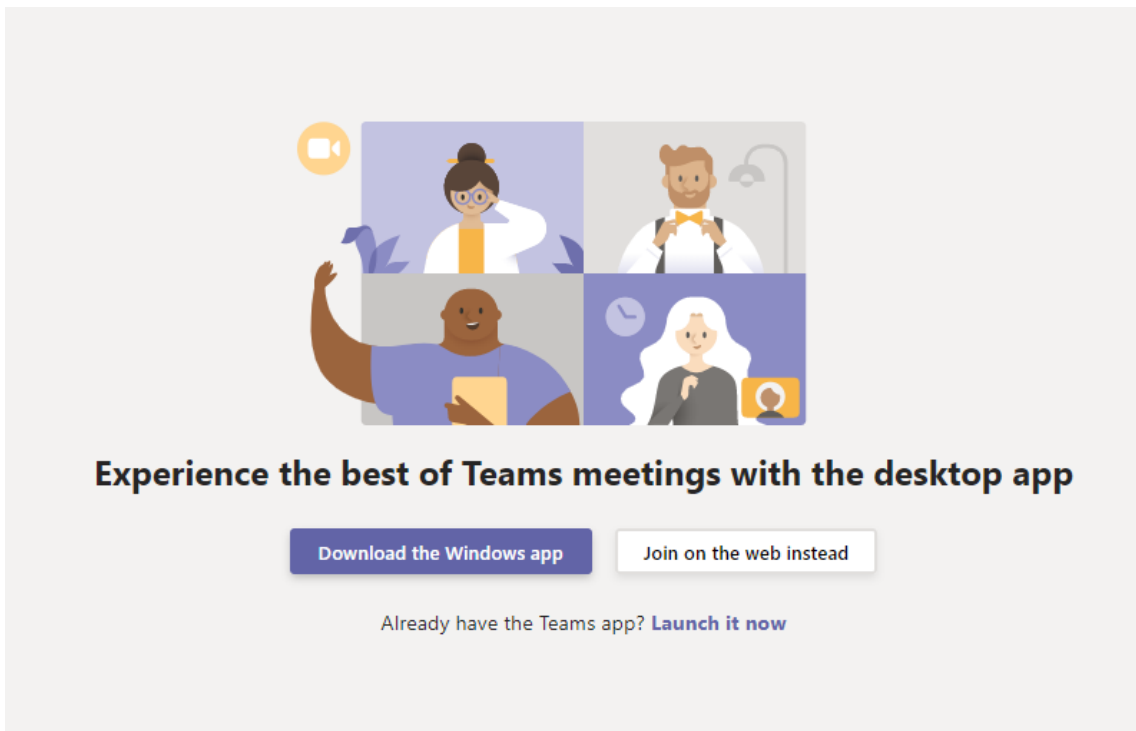 Experience the best of Teams meetings with the desktop app
Download the Windows app
Join on the web instead
Already have the Teams app? Launch it now